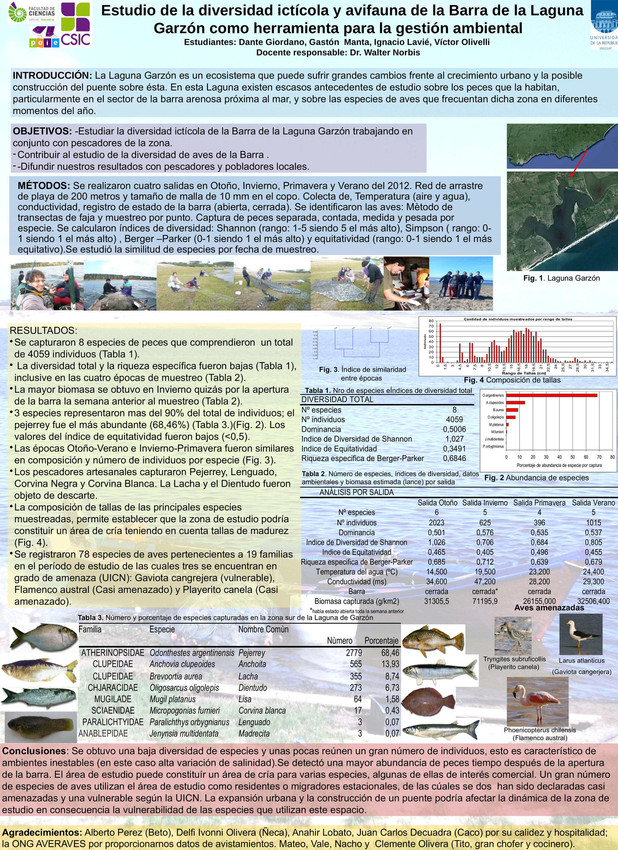 FACULTAD DE
CIENCIAS
CSIC
Estudio de la diversidad ictícola y avifauna de la Barra de la Laguna
Garzón como herramienta para la gestión ambiental
Estudiantes: Dante Giordano, Gastón Manta, Ignacio Lavié, Víctor Olivelli
Docente responsable: Dr. Walter Norbis
UNIVERSIDAD
DE LA REPUBLICA
INTRODUCCIÓN: La Laguna Garzón es un ecosistema que puede sufrir grandes cambios frente al crecimiento urbano y la posible
construcción del puente sobre ésta. En esta Laguna existen escasos antecedentes de estudio sobre los peces que la habitan,
particularmente en el sector de la barra arenosa próxima al mar, y sobre las especies de aves que frecuentan dicha zona en diferentes
momentos del año.
OBJETIVOS: -Estudiar la diversidad ictícola de la Barra de la Laguna Garzón trabajando en
conjunto con pescadores de la zona.
-Contribuir al estudio de la diversidad de aves de la Barra .
- -Difundir nuestros resultados con pescadores y pobladores locales.
MÉTODOS: Se realizaron cuatro salidas en Otoño, Invierno, Primavera y Verano del 2012. Red de arrastre
de playa de 200 metros y tamaño de malla de 10 mm en el copo. Colecta de, Temperatura (aire y agua),
conductividad, registro de estado de la barra (abierta, cerrada). Se identificaron las aves: Método de
transectas de faja y muestreo por punto. Captura de peces separada, contada, medida y pesada por
especie. Se calcularon índices de diversidad: Shannon (rango: 1-5 siendo 5 el más alto), Simpson ( rango: 0-
1 siendo 1 el más alto) , Berger –Parker (0-1 siendo 1 el más alto) y equitatividad (rango: 0-1 siendo 1 el más
equitativo).Se estudió la similitud de especies por fecha de muestreo.
Fig. 1. Laguna Garzón
RESULTADOS:
•Se capturaron 8 especies de peces que comprendieron un total
de 4059 individuos (Tabla 1).
• La diversidad total y la riqueza específica fueron bajas (Tabla 1),
inclusive en las cuatro épocas de muestreo (Tabla 2).
•La mayor biomasa se obtuvo en Invierno quizás por la apertura
de la barra la semana anterior al muestreo (Tabla 2).
•3 especies representaron mas del 90% del total de individuos; el
pejerrey fue el más abundante (68,46%) (Tabla 3.)(Fig. 2). Los
valores del índice de equitatividad fueron bajos (<0,5).
•Las épocas Otoño-Verano e Invierno-Primavera fueron similares
en composición y número de individuos por especie (Fig. 3).
•Los pescadores artesanales capturaron Pejerrey, Lenguado,
Corvina Negra y Corvina Blanca. La Lacha y el Dientudo fueron
objeto de descarte.
•La composición de tallas de las principales especies
muestreadas, permite establecer que la zona de estudio podría
constituir un área de cría teniendo en cuenta tallas de madurez
(Fig. 4).
•Se registraron 78 especies de aves pertenecientes a 19 familias
en el período de estudio de las cuales tres se encuentran en
grado de amenaza (UICN): Gaviota cangrejera (vulnerable),
Flamenco austral (Casi amenazado) y Playerito canela (Casi
amenazado).
Fig. 3. Índice de similaridad
entre épocas
Cantidad de individuos muestreados por rango de tallas
Rango de Tallas (cm)
Fig. 4 Composición de tallas
Tabla 1. Nro de especies eÍndices de diversidad total
DIVERSIDAD TOTAL
Nº especies 8
Nº individuos 4059
Dominancia 0,5006
Indice de Diversidad de Shannon 1,027
Indice de Equitatividad 0,3491
Riqueza especifica de Berger-Parker 0,6846
0 10 20 30 40 50 60 70 80
Porcentaje de abundancia de especie por captura
Fig. 2 Abundancia de especies
Tabla 2. Número de especies, índices de diversidad, datos
ambientales y biomasa estimada (lance) por salida
ANÁLISIS POR SALIDA
Salida Otoño Salida Invierno Salida Primavera Salida Verano
Nº especies 6 5 4 5
Nº individuos 2023 625 396 1015
Dominancia 0,501 0,576 0,535 0,537
Indice de Diversidad de Shannon 1,026 0,706 0,684 0,805
Indice de Equitatividad 0,465 0,405 0,496 0,455
Riqueza especifica de Berger-Parker 0,685 0,712 0,639 0,679
Temperatura del agua (ºC) 14,500 19,500 23,200 24,400
Conductividad (ms) 34,600 47,200 28,200 29,300
Barra cerrada cerrada* cerrada cerrada
Biomasa capturada (g/km2) 31305,5 71195,9 26155,000 32506,400
*había estado abierta toda la semana anterior
Aves amenazadas
Tabla 3. Número y porcentaje de especies capturadas en la zona sur de la Laguna de Garzón
Familia Especie Nombre Común Número Porcentaje
ATHERINOPSIDAE Odonthestes argentinensis Pejerrey 2779 68,46
CLUPEIDAE Anchovia clupeoides Anchoita 565 13,93
CLUPEIDAE Brevoortia aurea Lacha 355 8,74
CHJARACIDAE Oligosarcus oligolepis Dientudo 273 6,73
MUGILADE Mugil platanus Lisa 64 1,58
SCIAENIDAE Micropogonias furnieri Corvina blanca 17 0,43
PARALICHTYIDAE Paralichthys orbygnianus Lenguado 3 0,07
ANABLEPIDAE Jenynsla multidentata Madrecita 3 0,07
Tryngites subruficollis
(Playerito canela)
Larus atlanticus
(Gaviota cangrejera)
Phoenicopterus chilensis
(Flamenco austral)
Conclusiones: Se obtuvo una baja diversidad de especies y unas pocas reúnen un gran número de individuos, esto es característico de
ambientes inestables (en este caso alta variación de salinidad).Se detectó una mayor abundancia de peces tiempo después de la apertura
de la barra. El área de estudio puede constituír un área de cría para varias especies, algunas de ellas de interés comercial. Un gran número
de especies de aves utilizan el área de estudio como residentes o migradores estacionales, de las cúales se dos han sido declaradas casi
amenazadas y una vulnerable según la UICN. La expansión urbana y la construcción de un puente podría afectar la dinámica de la zona de
estudio en consecuencia la vulnerabilidad de las especies que utilizan este espacio.
Agradecimientos: Alberto Perez (Beto), Delfi Ivonni Olivera (Ñeca), Anahir Lobato, Juan Carlos Decuadra (Caco) por su calidez y hospitalidad;
la ONG AVERAVES por proporcionarnos datos de avistamientos. Mateo, Vale, Nacho y Clemente Olivera (Tito, gran chofer y cocinero).